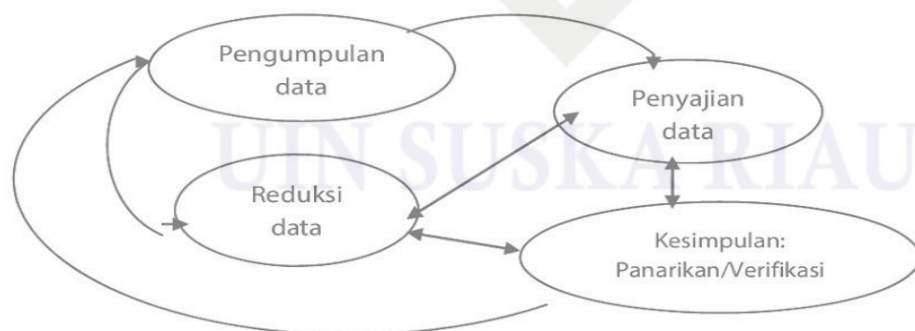 Pengumpulan
data
Penyajian
data
UIN SUSKA RIAU
Reduksi
data
Kesimpulan:
Panarikan/Verifikasi